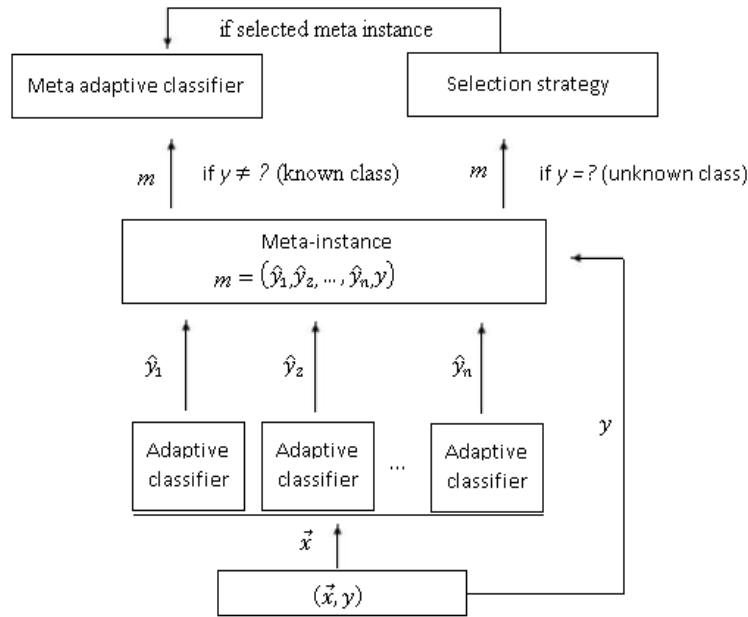 if selected meta instance
Meta adaptive classifier
Selection strategy
m
if y ≠ ? (known class)
m
if y = ? (unknown class)
Meta-instance
m = (ŷ₁,ŷ₂, ... , ŷₙ,y)
ŷ₁
ŷ₂
ŷₙ
y
Adaptive
classifier
Adaptive
classifier
...
Adaptive
classifier
x⃗
(x⃗, y)